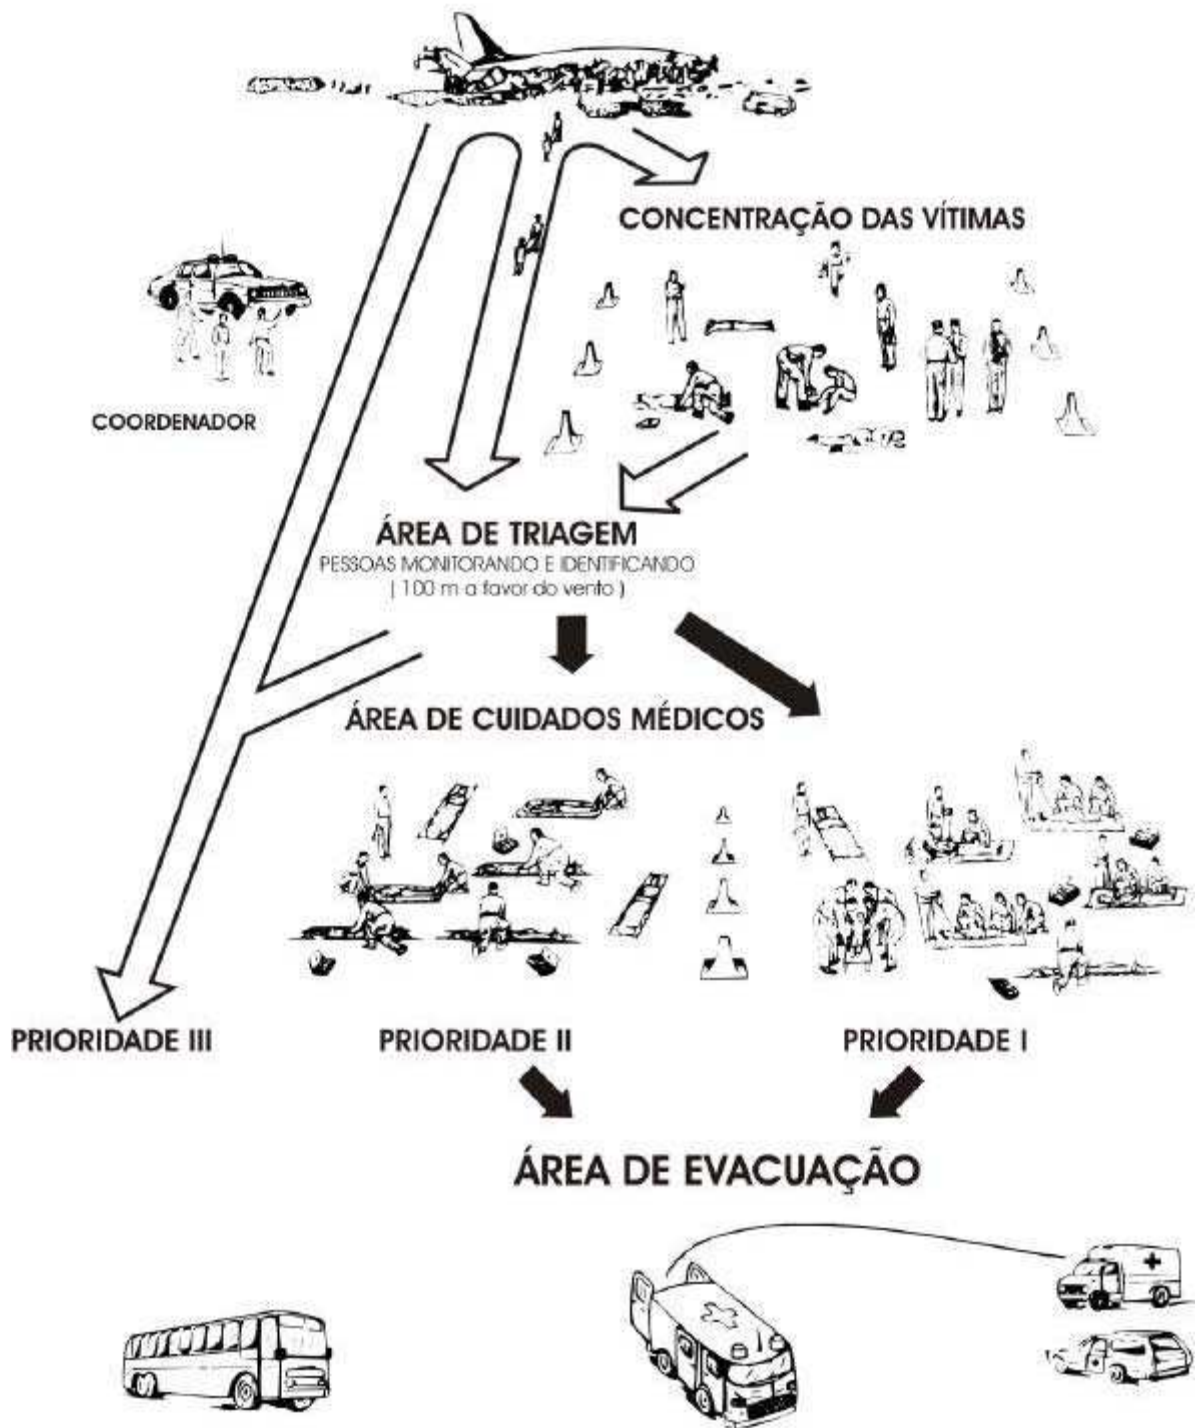 CONCENTRAÇÃO DAS VÍTIMAS
COORDENADOR
ÁREA DE TRIAGEM
PESSOAS MONITORANDO E IDENTIFICANDO
( 100 m a favor do vento )
ÁREA DE CUIDADOS MÉDICOS
PRIORIDADE III
PRIORIDADE II
PRIORIDADE I
ÁREA DE EVACUAÇÃO